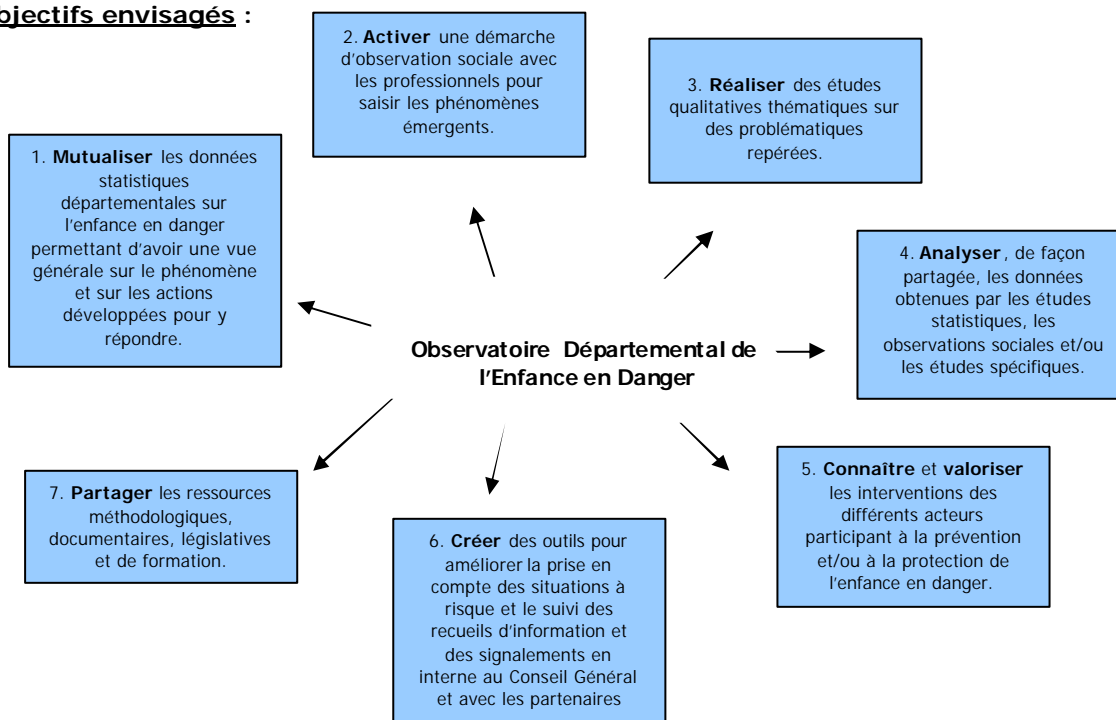 bjectifs envisagés :
2. Activer une démarche
d'observation sociale avec
les professionnels pour
saisir les phénomènes
émergents.
3. Réaliser des études
qualitatives thématiques sur
des problématiques
repérées.
1. Mutualiser les données
statistiques
départementales sur
l'enfance en danger
permettant d'avoir une vue
générale sur le phénomène
et sur les actions
développées pour y
répondre.
4. Analyser, de façon
partagée, les données
obtenues par les études
statistiques, les
observations sociales et/ou
les études spécifiques.
Observatoire Départemental de
l'Enfance en Danger
5. Connaître et valoriser
les interventions des
différents acteurs
participant à la prévention
et/ou à la protection de
l'enfance en danger.
7. Partager les ressources
méthodologiques,
documentaires, législatives
et de formation.
6. Créer des outils pour
améliorer la prise en
compte des situations à
risque et le suivi des
recueils d'information et
des signalements en
interne au Conseil Général
et avec les partenaires